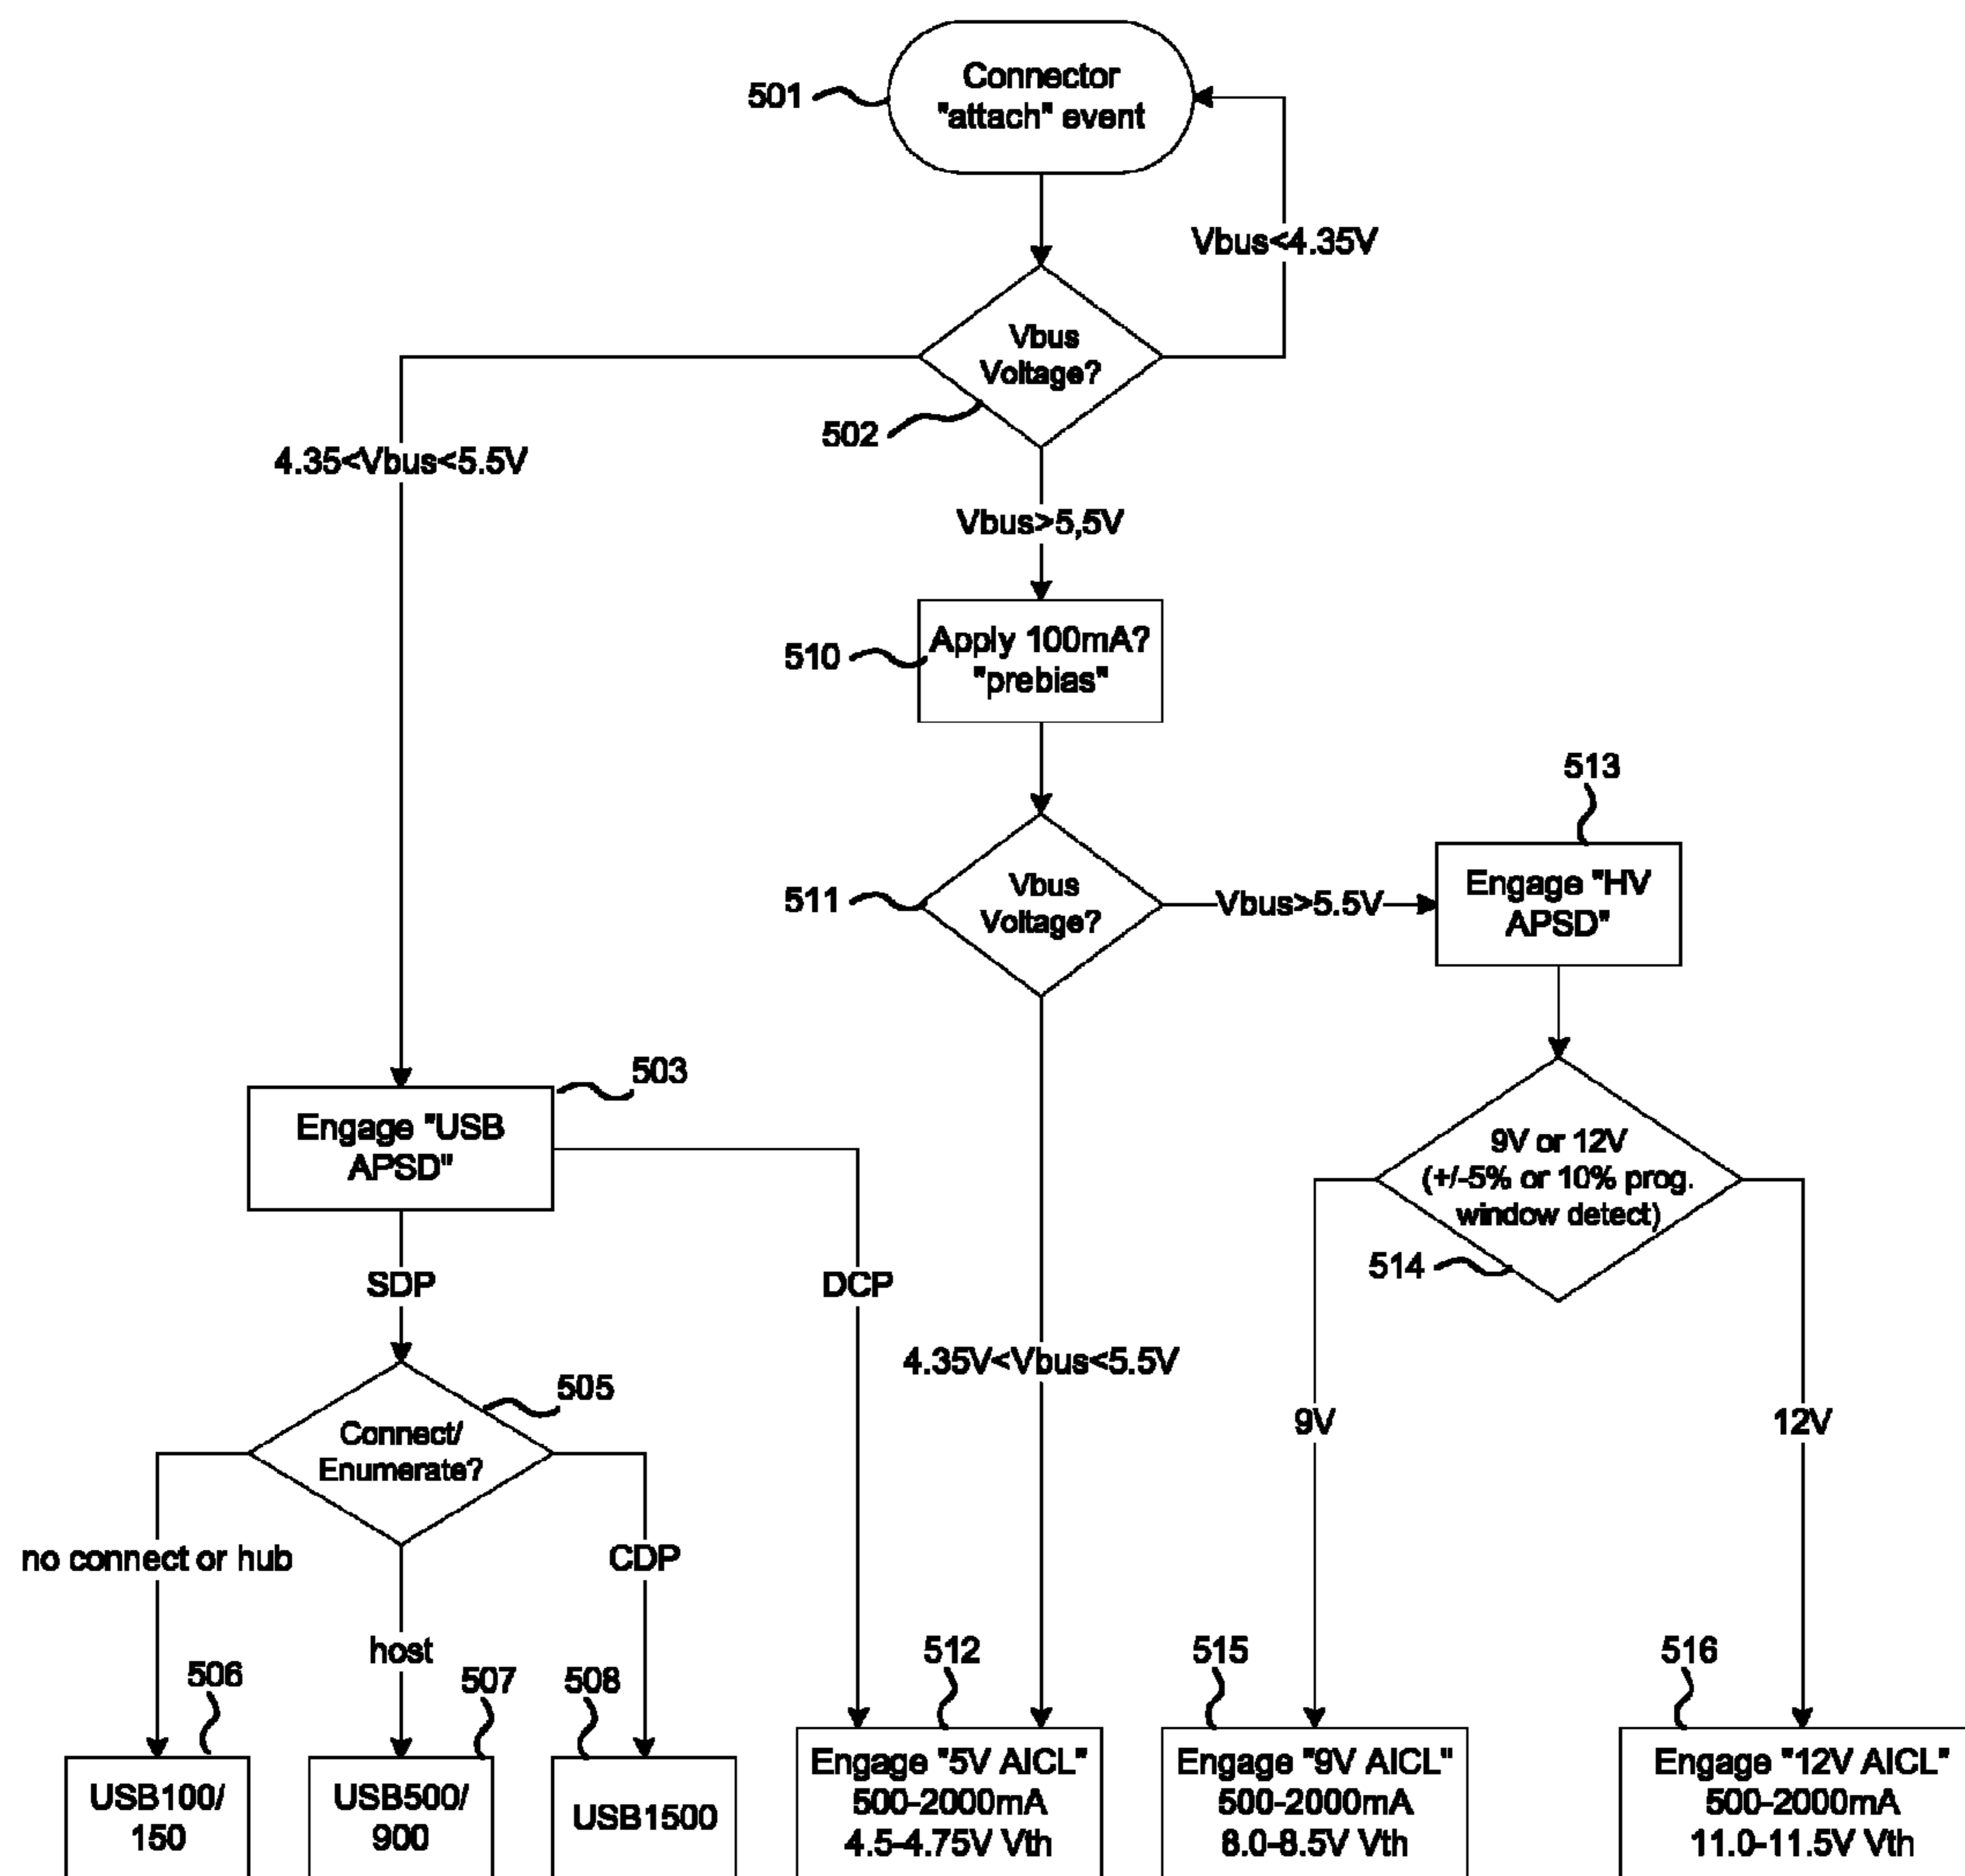 Connector
"attach" event
501
Vbus<4.35V
Vbus
Voltage?
502
4.35<Vbus<5.5V
Vbus>5,5V
Apply 100mA?
"prebias"
510
513
Vbus
Voltage?
511
Vbus>5.5V
Engage "HV
APSD"
503
Engage "USB
APSD"
9V or 12V
(+/-5% or 10% prog.
window detect)
514
SDP
DCP
4.35V<Vbus<5.5V
505
Connect/
Enumerate?
9V
12V
no connect or hub
CDP
host
506
507
508
512
515
516
USB100/
150
USB500/
900
USB1500
Engage "5V AICL"
500-2000mA
4.5-4.75V Vth
Engage "9V AICL"
500-2000mA
8.0-8.5V Vth
Engage "12V AICL"
500-2000mA
11.0-11.5V Vth